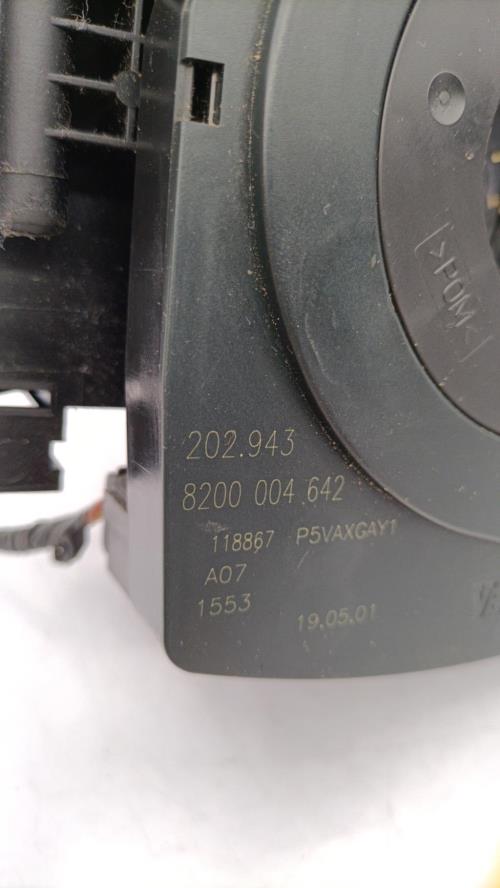 >POM<
202.943
8200 004 642
118867 P5VAXGAY1
A07
1553 19.05.01